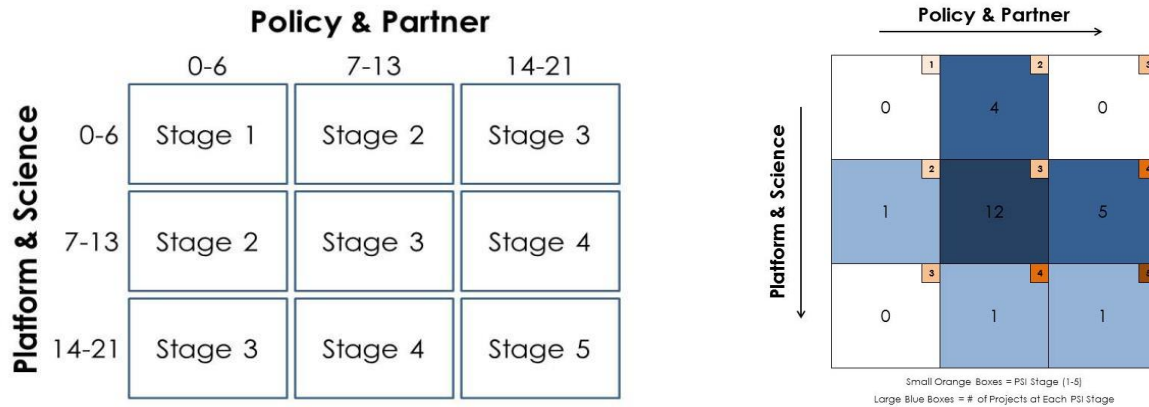 Policy & Partner
0-6 7-13 14-21
Platform & Science
0-6 Stage 1 Stage 2 Stage 3
7-13 Stage 2 Stage 3 Stage 4
14-21 Stage 3 Stage 4 Stage 5
Policy & Partner
Platform & Science
1 2 3
0 4 0
2 3 4
1 12 5
3 4 5
0 1 1
Small Orange Boxes = PSI Stage (1-5)
Large Blue Boxes = # of Projects at Each PSI Stage